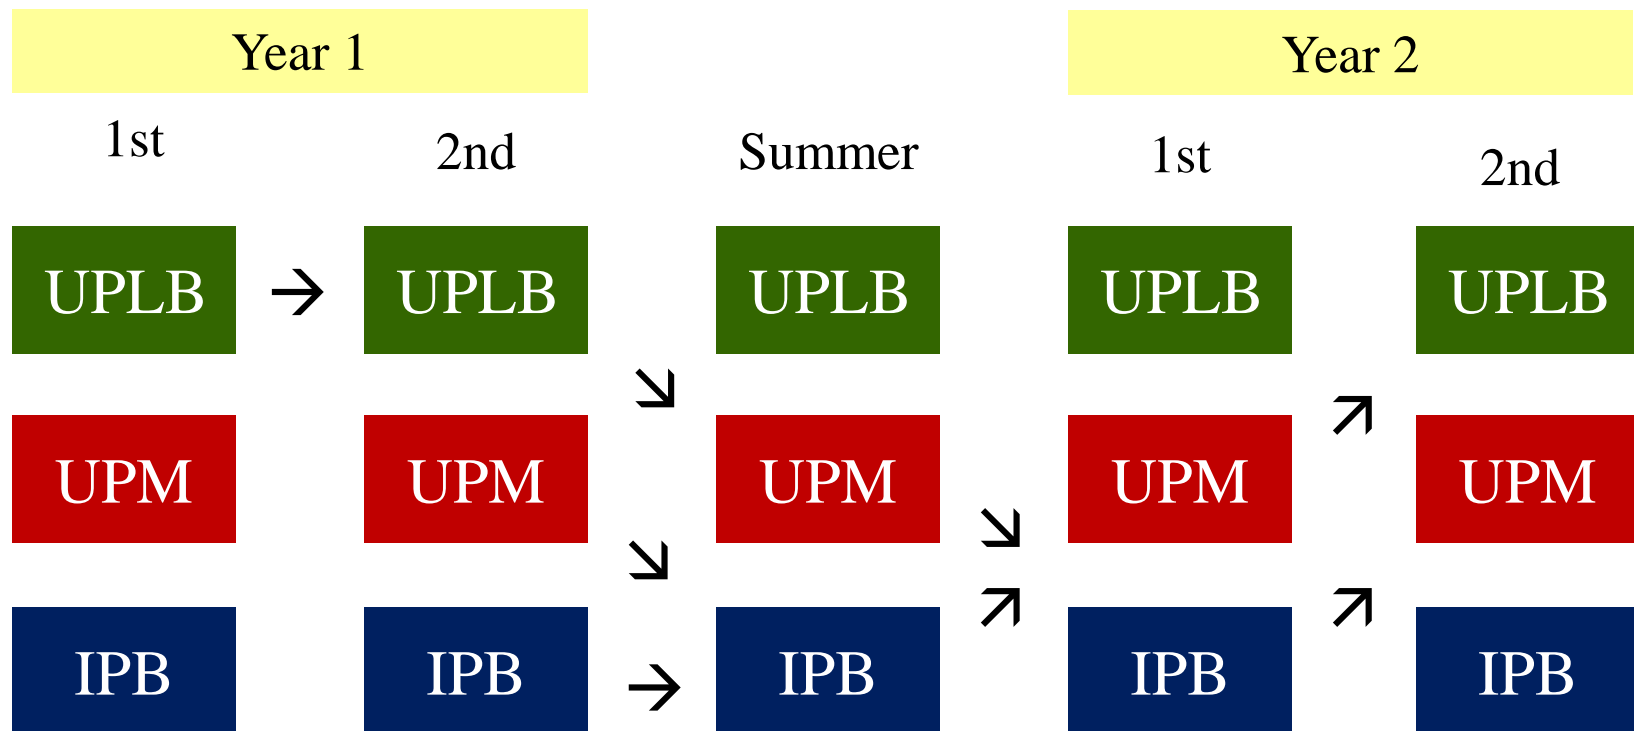 Year 1
Year 2
1st
2nd
Summer
1st
2nd
UPLB → UPLB UPLB UPLB UPLB
UPM UPM UPM UPM UPM
IPB IPB → IPB IPB IPB